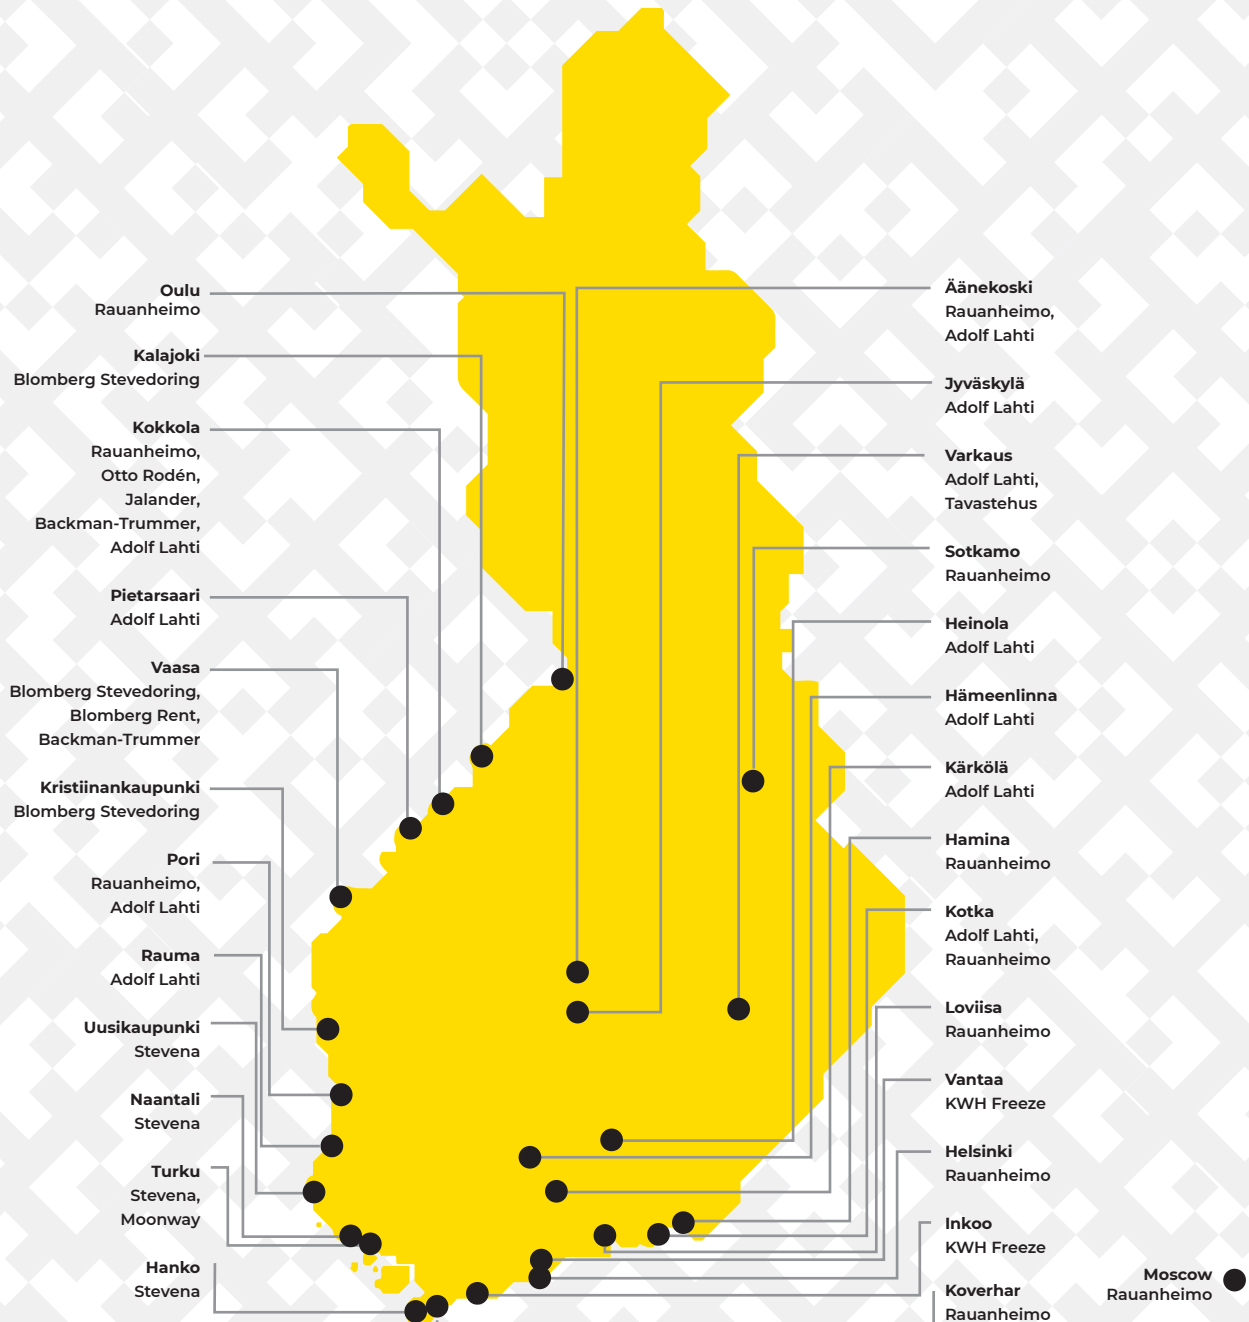 Oulu
Rauanheimo
Kalajoki
Blomberg Stevedoring
Kokkola
Rauanheimo,
Otto Rodén,
Jalander,
Backman-Trummer,
Adolf Lahti
Pietarsaari
Adolf Lahti
Vaasa
Blomberg Stevedoring,
Blomberg Rent,
Backman-Trummer
Kristiinankaupunki
Blomberg Stevedoring
Pori
Rauanheimo,
Adolf Lahti
Rauma
Adolf Lahti
Uusikaupunki
Stevena
Naantali
Stevena
Turku
Stevena,
Moonway
Hanko
Stevena
Äänekoski
Rauanheimo,
Adolf Lahti
Jyväskylä
Adolf Lahti
Varkaus
Adolf Lahti,
Tavastehus
Sotkamo
Rauanheimo
Heinola
Adolf Lahti
Hämeenlinna
Adolf Lahti
Kärkölä
Adolf Lahti
Hamina
Rauanheimo
Kotka
Adolf Lahti,
Rauanheimo
Loviisa
Rauanheimo
Vantaa
KWH Freeze
Helsinki
Rauanheimo
Inkoo
KWH Freeze
Koverhar
Rauanheimo
Moscow
Rauanheimo